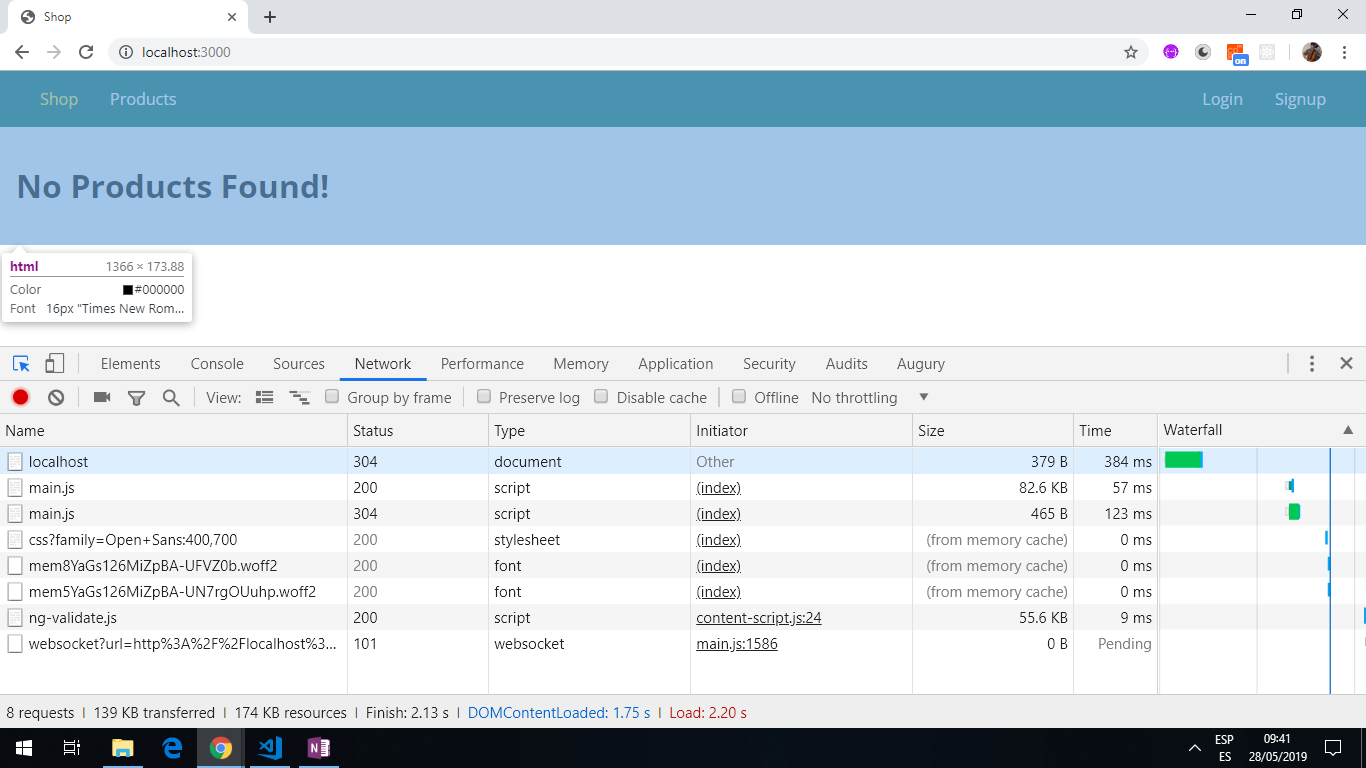 Shop
localhost:3000
on
Shop Products Login Signup
No Products Found!
html 1366 × 173.88
Color #000000
Font 16px "Times New Rom...
Elements Console Sources Network Performance Memory Application Security Audits Augury
View: Group by frame Preserve log Disable cache Offline No throttling
Name Status Type Initiator Size Time Waterfall
localhost 304 document Other 379 B 384 ms
main.js 200 script (index) 82.6 KB 57 ms
main.js 304 script (index) 465 B 123 ms
css?family=Open+Sans:400,700 200 stylesheet (index) (from memory cache) 0 ms
mem8YaGs126MiZpBA-UFVZ0b.woff2 200 font (index) (from memory cache) 0 ms
mem5YaGs126MiZpBA-UN7rgOUuhp.woff2 200 font (index) (from memory cache) 0 ms
ng-validate.js 200 script content-script.js:24 55.6 KB 9 ms
websocket?url=http%3A%2F%2Flocalhost%3... 101 websocket main.js:1586 0 B Pending
8 requests 139 KB transferred 174 KB resources Finish: 2.13 s DOMContentLoaded: 1.75 s Load: 2.20 s
ESP 09:41
ES 28/05/2019